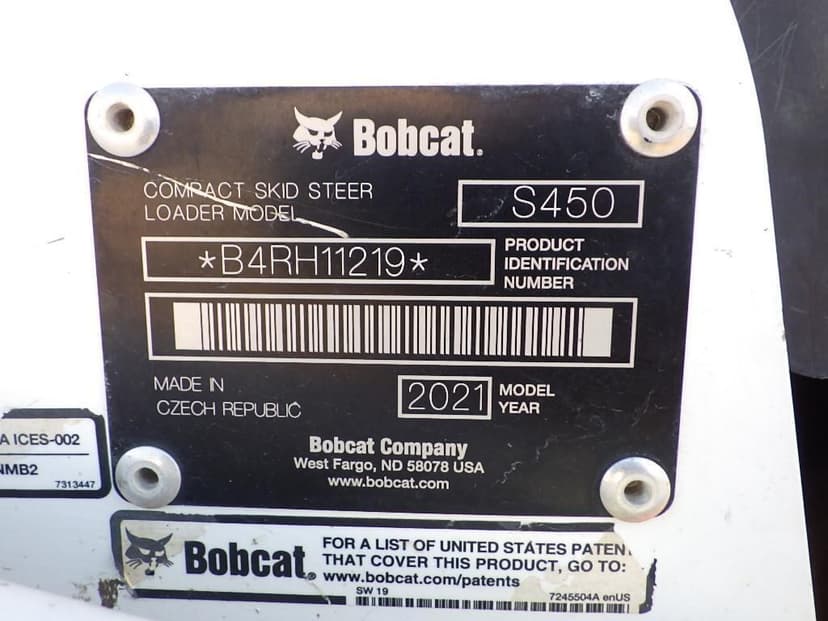 Bobcat.
COMPACT SKID STEER
LOADER MODEL
S450
*B4RH11219*
PRODUCT
IDENTIFICATION
NUMBER
MADE IN
CZECH REPUBLIC
2021
MODEL
YEAR
Bobcat Company
West Fargo, ND 58078 USA
www.bobcat.com
A ICES-002
NMB2
7313447
Bobcat.
FOR A LIST OF UNITED STATES PATEN
THAT COVER THIS PRODUCT, GO TO:
www.bobcat.com/patents
SW 19
7245504A enUS